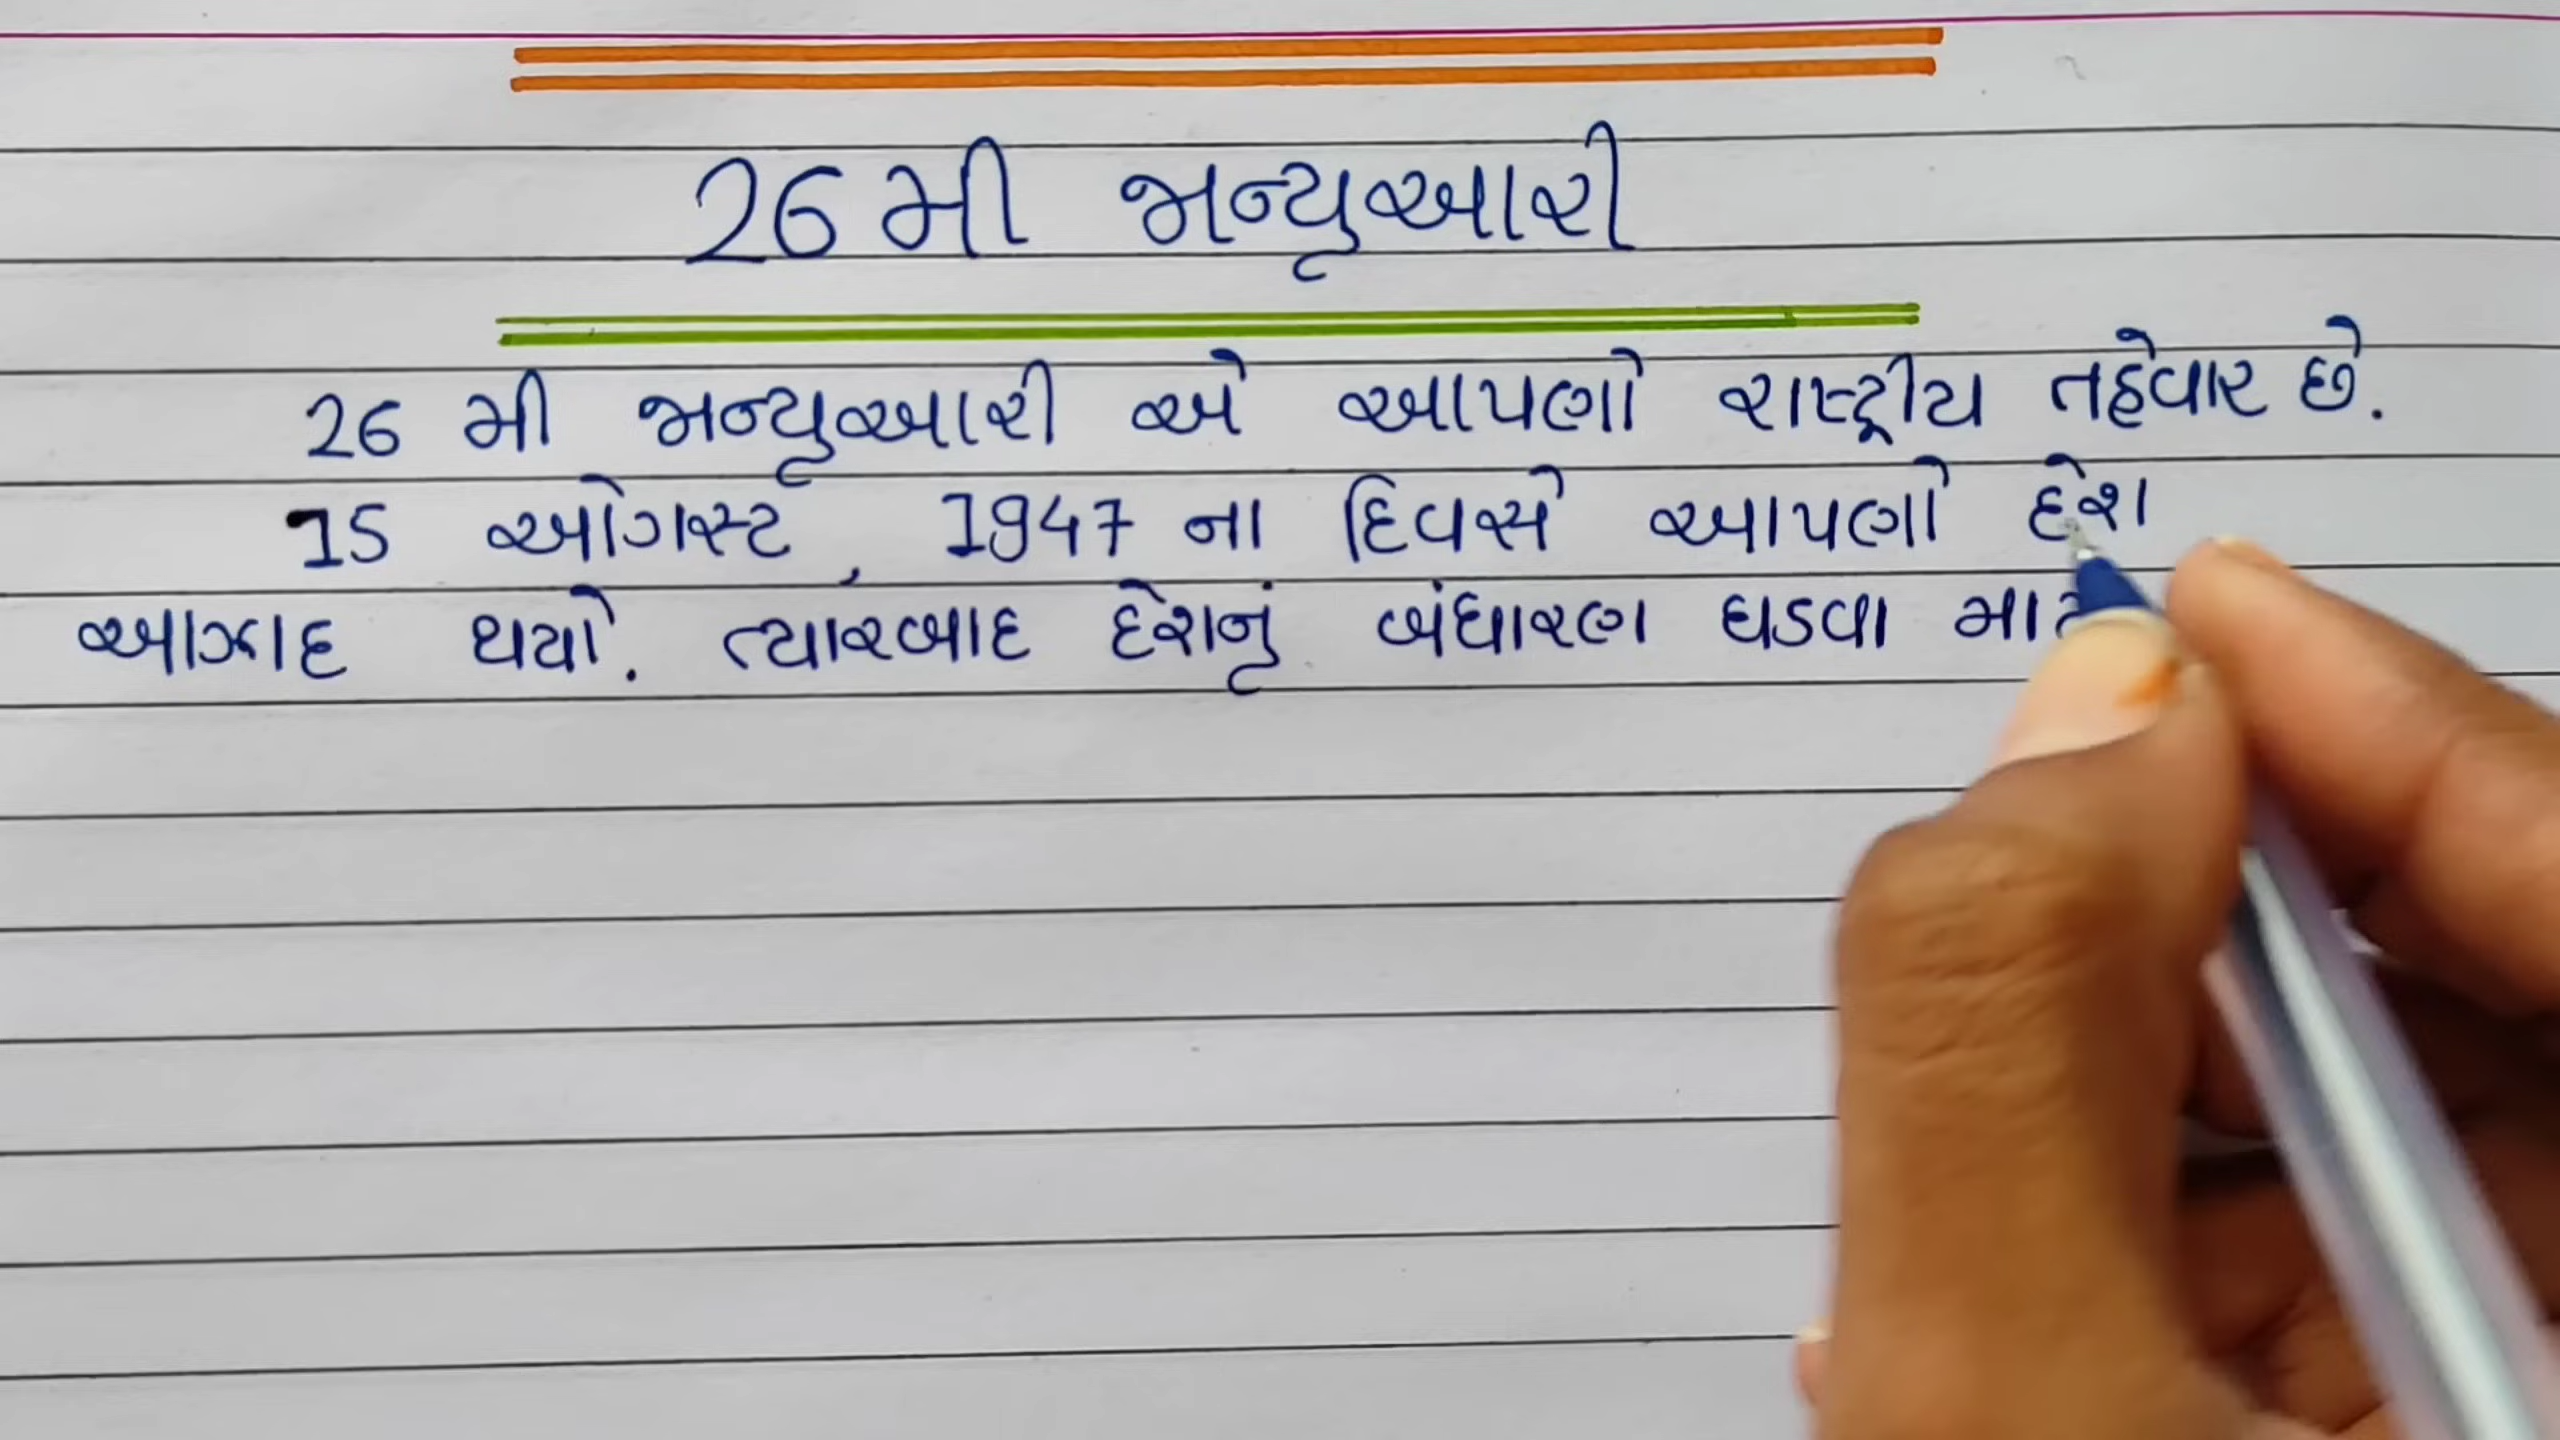 26 મી જાન્યુઆરી
26 મી જાન્યુઆરી એ આપણો રાષ્ટ્રીય તહેવાર છે.
15 ઓગસ્ટ, 1947 ના દિવસે આપણો દેશ
આઝાદ થયો. ત્યારબાદ દેશનું બંધારણ ઘડવા